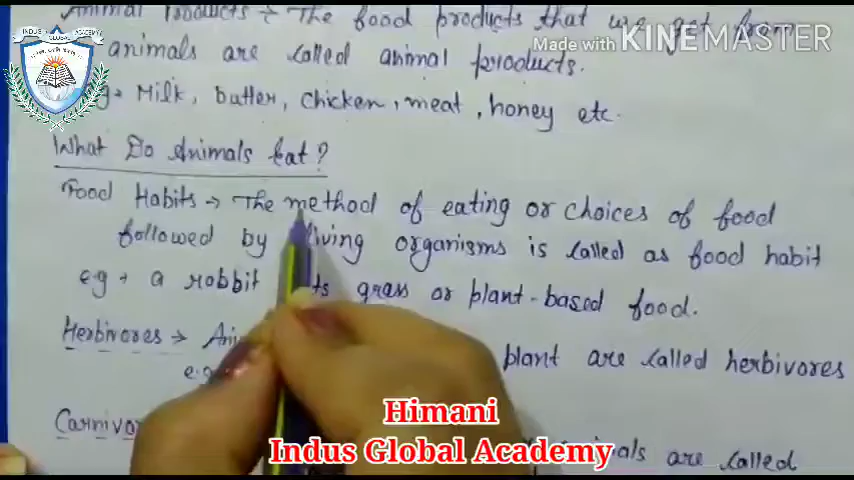 Animal Products - The food products that we get from
animals are called animal products.
Milk, butter, chicken, meat, honey etc.
What Do Animals Eat?
Food Habits → The method of eating or choices of food
followed by living organisms is called as food habit
eg → a rabbit grass or plant-based food.
Herbivores → plant are called herbivores
e.g
are called
INDUS GLOBAL ACADEMY
Made with KINEMASTER
Himani
Indus Global Academy